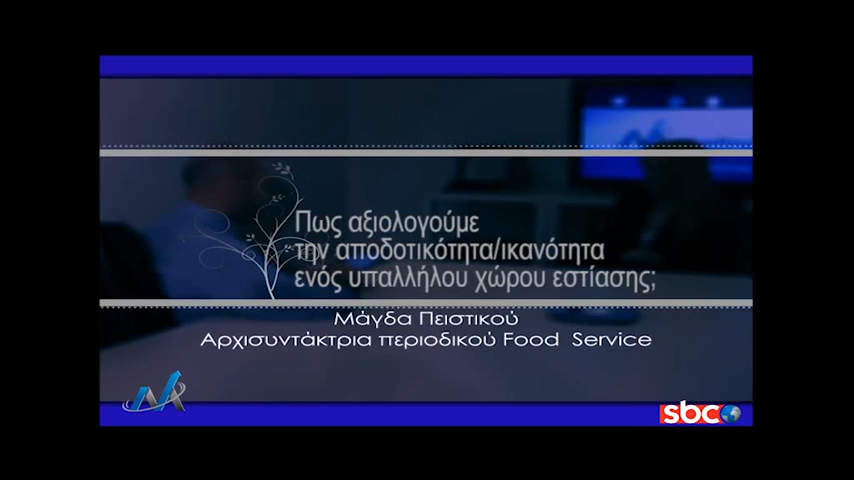 Πως αξιολογούμε
την αποδοτικότητα/ικανότητα
ενός υπαλλήλου χώρου εστίασης;
Μάγδα Πειστικού
Αρχισυντάκτρια περιοδικού Food Service
sbc